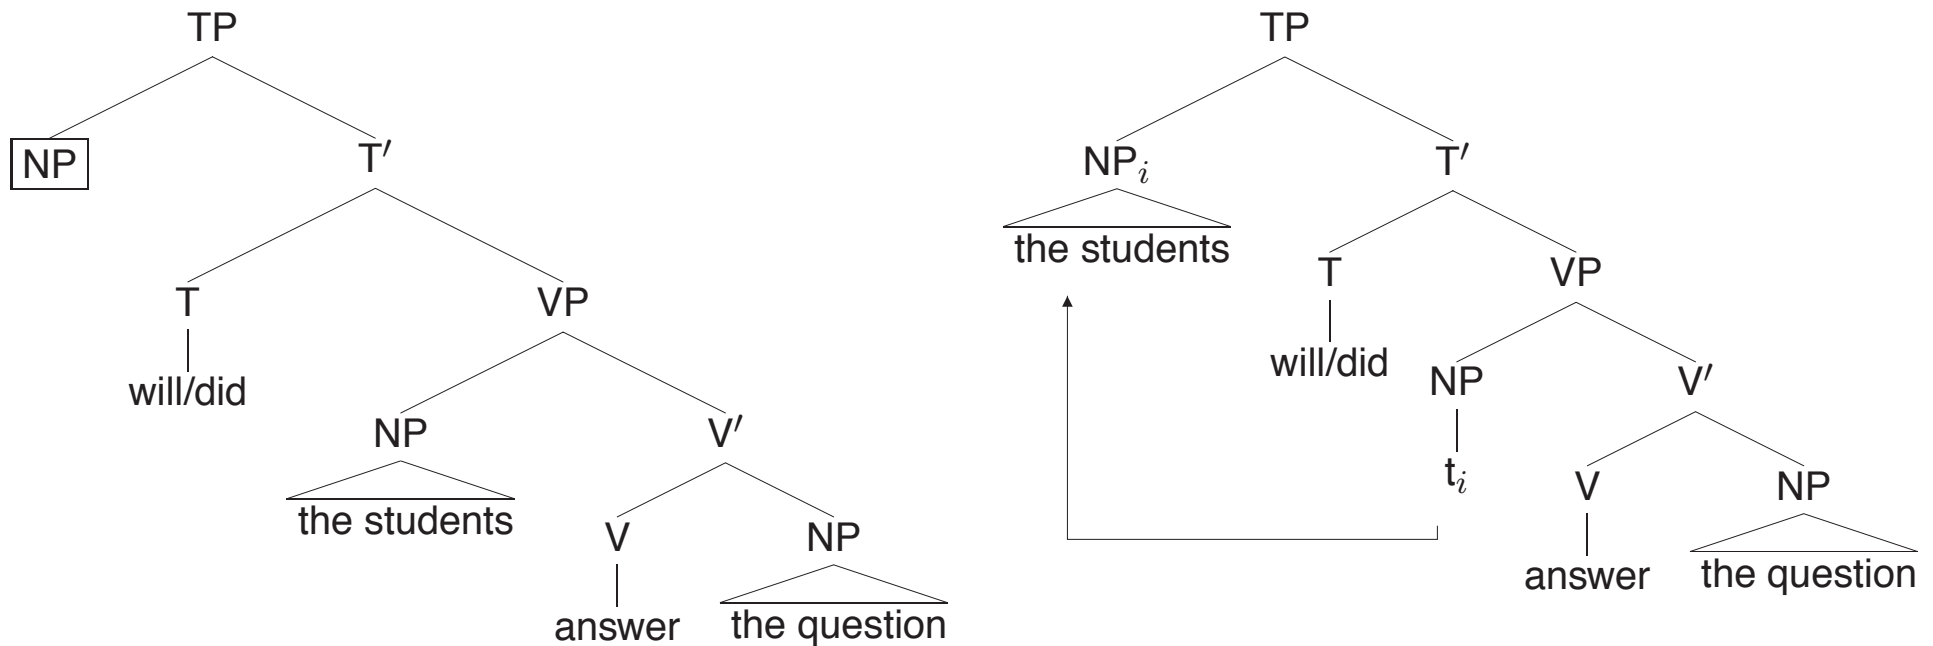 TP
NP T′
T VP
will/did
NP V′
the students
V NP
answer the question
TP
NPi T′
the students
T VP
will/did
NP V′
ti
V NP
answer the question